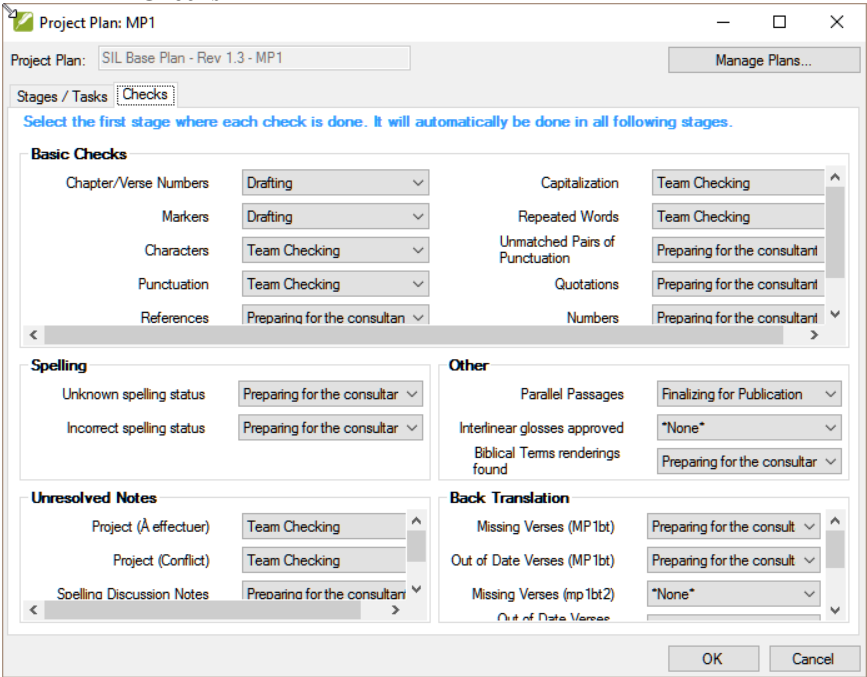 Project Plan: MP1
Project Plan: SIL Base Plan - Rev 1.3 - MP1 Manage Plans...
Stages / Tasks Checks
Select the first stage where each check is done. It will automatically be done in all following stages.
Basic Checks
Chapter/Verse Numbers Drafting Capitalization Team Checking
Markers Drafting Repeated Words Team Checking
Characters Team Checking Unmatched Pairs of Punctuation Preparing for the consultant
Punctuation Team Checking Quotations Preparing for the consultant
References Preparing for the consultan Numbers Preparing for the consultant
Spelling
Unknown spelling status Preparing for the consultar
Incorrect spelling status Preparing for the consultar
Other
Parallel Passages Finalizing for Publication
Interlinear glosses approved *None*
Biblical Terms renderings found Preparing for the consultar
Unresolved Notes
Project (À effectuer) Team Checking
Project (Conflict) Team Checking
Spelling Discussion Notes Preparing for the consultant
Back Translation
Missing Verses (MP1bt) Preparing for the consult
Out of Date Verses (MP1bt) Preparing for the consult
Missing Verses (mp1bt2) *None*
Out of Date Verses
OK Cancel